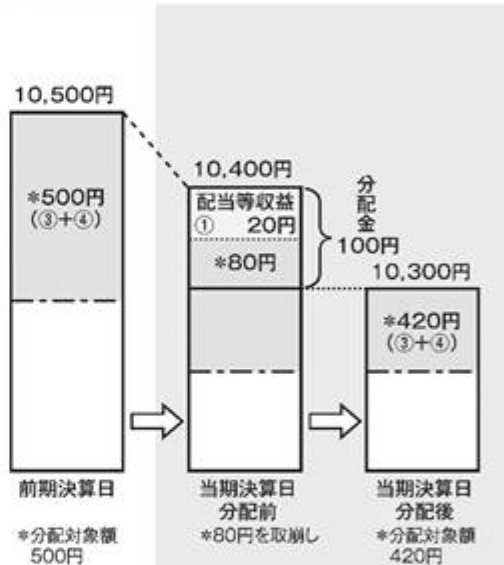 10,500円
*500円
(③+④)
前期決算日
*分配対象額
500円
10,400円
配当等収益
① 20円
*80円
分配金
100円
当期決算日
分配前
*80円を取崩し
10,300円
*420円
(③+④)
当期決算日
分配後
*分配対象額
420円